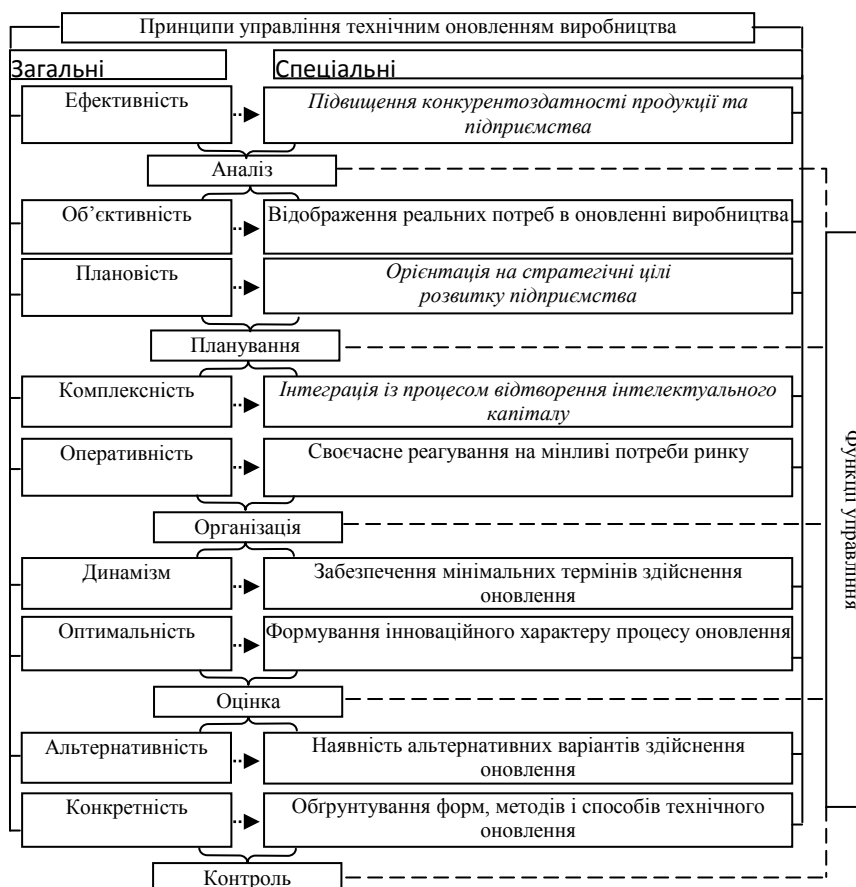 Принципи управління технічним оновленням виробництва
Загальні
Спеціальні
Ефективність
Підвищення конкурентоздатності продукції та
підприємства
Аналіз
Об’єктивність
Відображення реальних потреб в оновленні виробництва
Плановість
Орієнтація на стратегічні цілі
розвитку підприємства
Планування
Комплексність
Інтеграція із процесом відтворення інтелектуального
капіталу
Оперативність
Своєчасне реагування на мінливі потреби ринку
Організація
Динамізм
Забезпечення мінімальних термінів здійснення
оновлення
Оптимальність
Формування інноваційного характеру процесу оновлення
Оцінка
Альтернативність
Наявність альтернативних варіантів здійснення
оновлення
Конкретність
Обґрунтування форм, методів і способів технічного
оновлення
Контроль
Функції управління